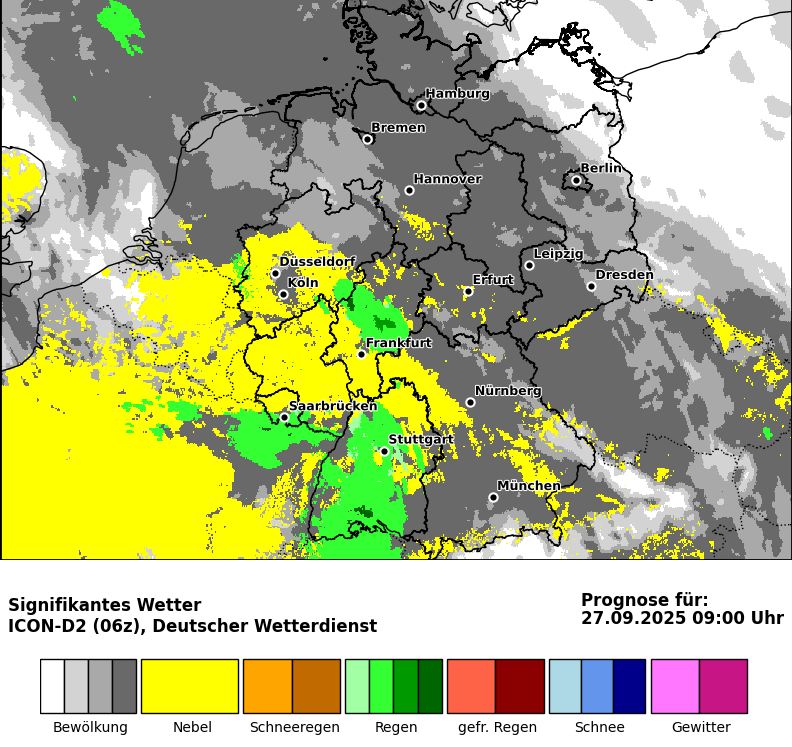 Hamburg
Bremen
Berlin
Hannover
Leipzig
Düsseldorf
Dresden
Köln
Erfurt
Frankfurt
Nürnberg
Saarbrücken
Stuttgart
München
Signifikantes Wetter
ICON-D2 (06z), Deutscher Wetterdienst
Prognose für:
27.09.2025 09:00 Uhr
Bewölkung
Nebel
Schneeregen
Regen
gefr. Regen
Schnee
Gewitter